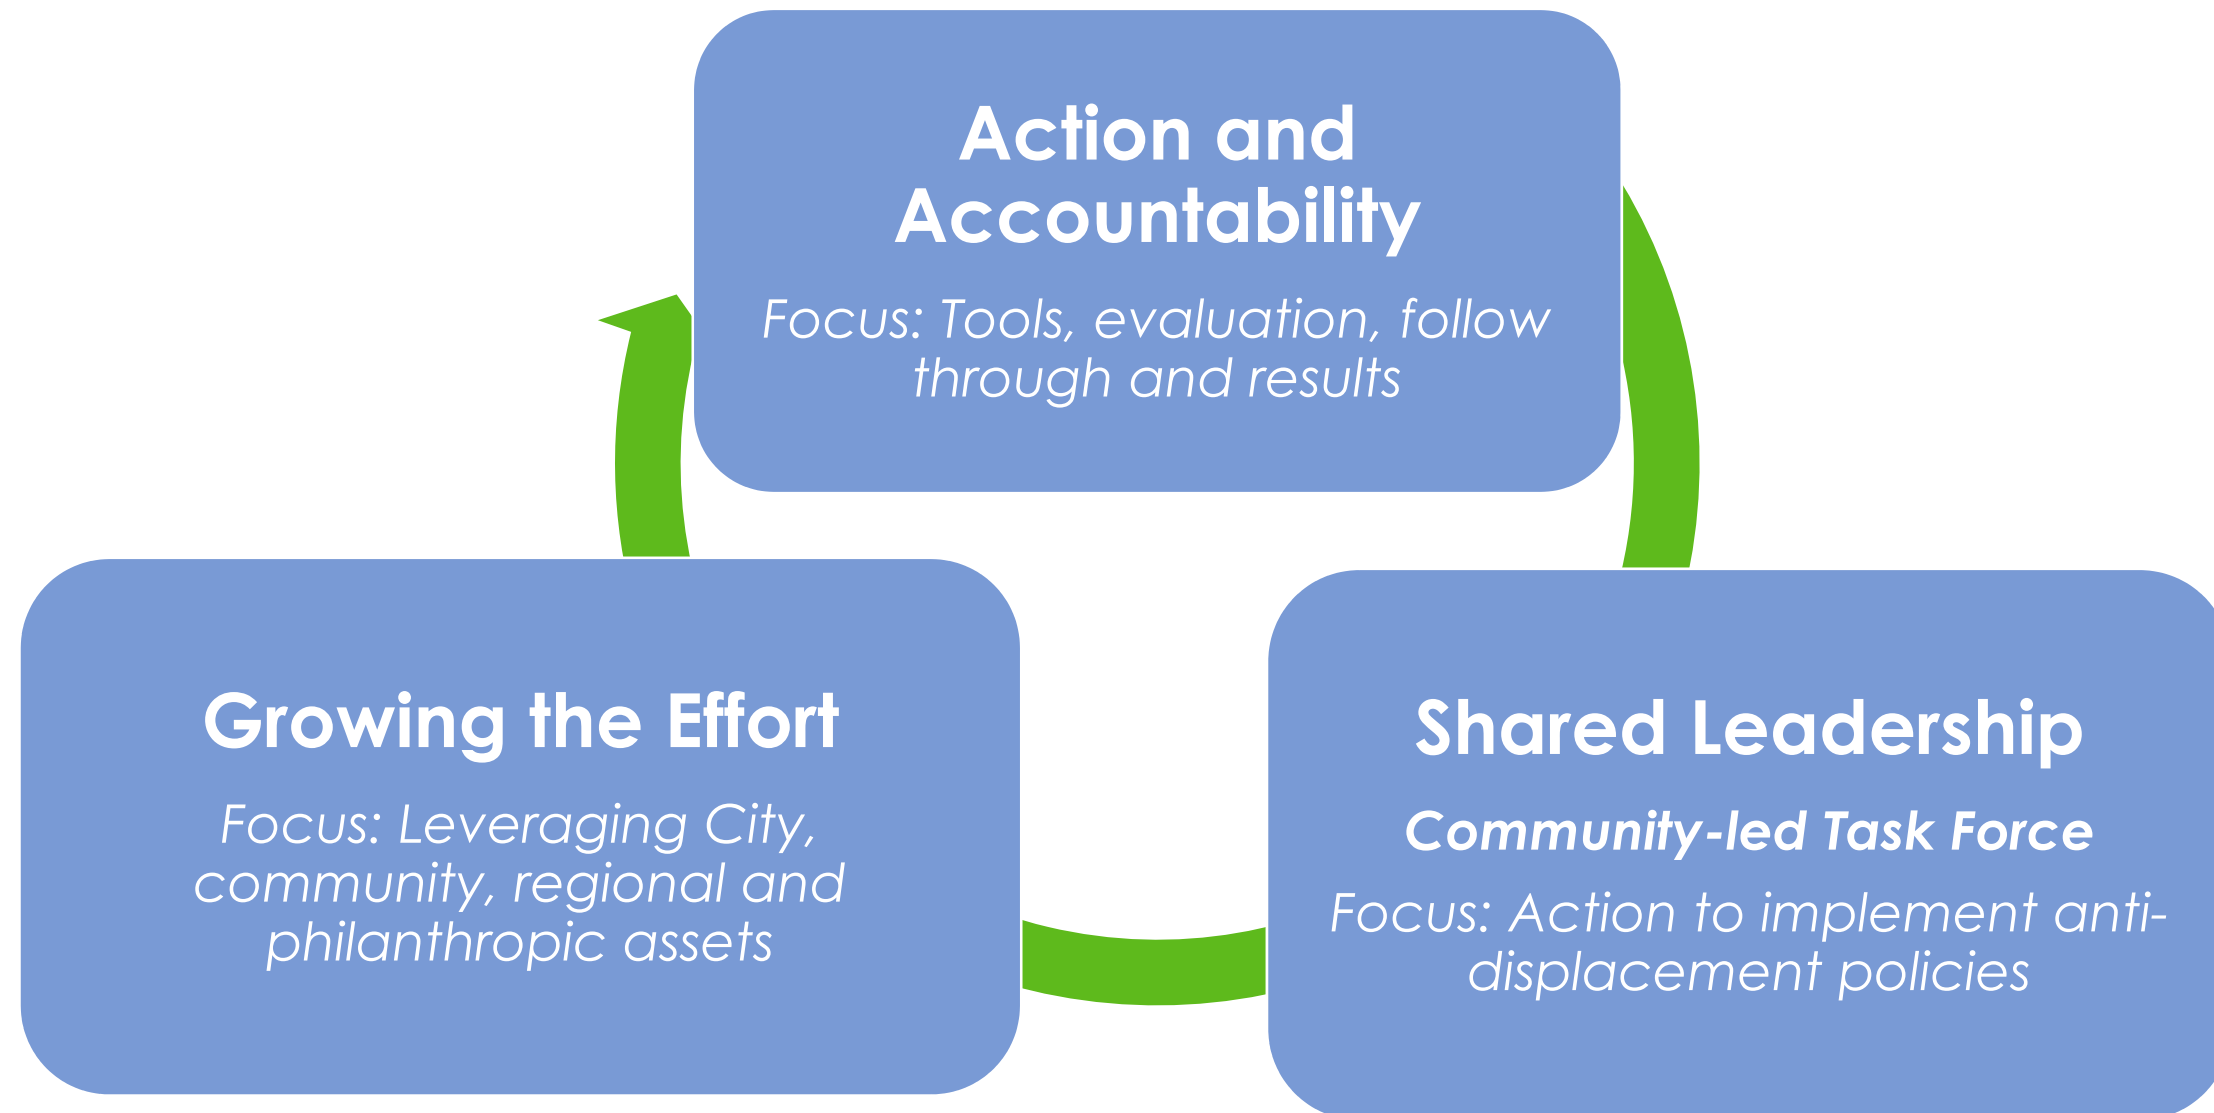 Action and
Accountability
Focus: Tools, evaluation, follow
through and results
Growing the Effort
Focus: Leveraging City,
community, regional and
philanthropic assets
Shared Leadership
Community-led Task Force
Focus: Action to implement anti-
displacement policies